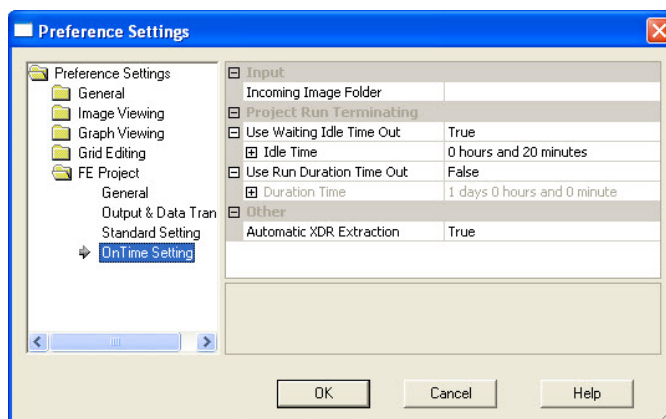 Preference Settings
Preference Settings
General
Image Viewing
Graph Viewing
Grid Editing
FE Project
General
Output & Data Tran
Standard Setting
OnTime Setting
Input
Incoming Image Folder
Project Run Terminating
Use Waiting Idle Time Out True
Idle Time 0 hours and 20 minutes
Use Run Duration Time Out False
Duration Time 1 days 0 hours and 0 minute
Other
Automatic XDR Extraction True
OK Cancel Help